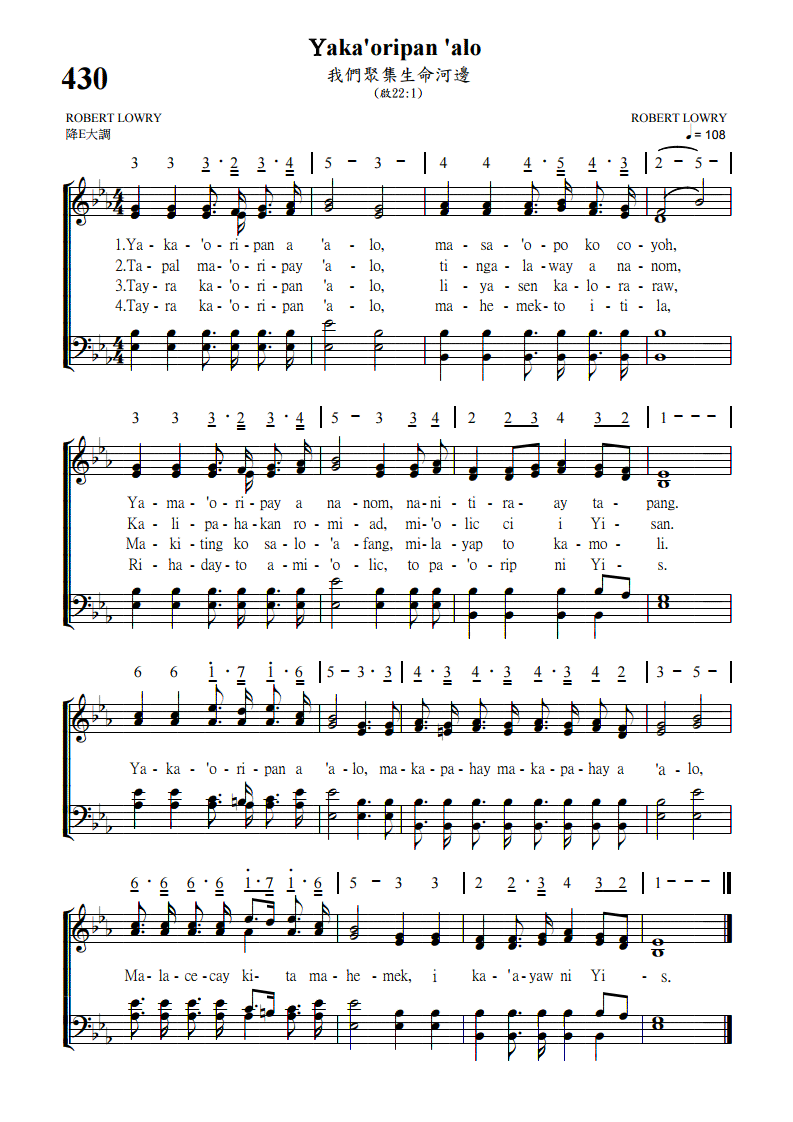 Yaka'oripan 'alo
430
我們聚集生命河邊
(啟22:1)
ROBERT LOWRY ROBERT LOWRY
降E大調 = 108
3 3 3 · 2 3 · 4 | 5 - 3 - | 4 4 4 · 5 4 · 3 | 2 - 5 - |
1.Ya - ka - 'o - ri - pan a 'a - lo, ma - sa - 'o - po ko co - yoh,
2.Ta - pal ma - 'o - ri - pay 'a - lo, ti - nga - la - way a na - nom,
3.Tay - ra ka - 'o - ri - pan 'a - lo, li - ya - sen ka - lo - ra - raw,
4.Tay - ra ka - 'o - ri - pan 'a - lo, ma - he - mek - to i - ti - la,
3 3 3 · 2 3 · 4 | 5 - 3 3 4 | 2 2 3 4 3 2 | 1 - - - |
Ya - ma - 'o - ri - pay a na - nom, na - ni - ti - ra - ay ta - pang.
Ka - li - pa - ha - kan ro - mi - ad, mi - 'o - lic ci i Yi - san.
Ma - ki - ting ko sa - lo - 'a - fang, mi - la - yap to ka - mo - li.
Ri - ha - day - to a - mi - 'o - lic, to pa - 'o - rip ni Yi - s.
6 6 1 · 7 1 · 6 | 5 - 3 · 3 | 4 · 3 4 · 3 4 · 3 4 2 | 3 - 5 - |
Ya - ka - 'o - ri - pan a 'a - lo, ma - ka - pa - hay ma - ka - pa - hay a 'a - lo,
6 · 6 6 · 6 1 · 7 1 · 6 | 5 - 3 3 | 2 2 · 3 4 3 2 | 1 - - - ‖
Ma - la - ce - cay ki - ta ma - he - mek, i ka - 'a - yaw ni Yi - s.